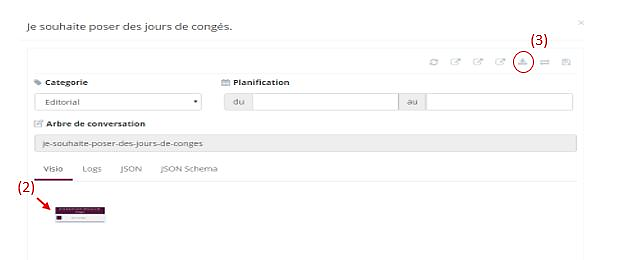 Je souhaite poser des jours de congés.
×
(3)
Categorie
Planification
Editorial
du
au
Arbre de conversation
je-souhaite-poser-des-jours-de-conges
Visio Logs JSON JSON Schema
(2)